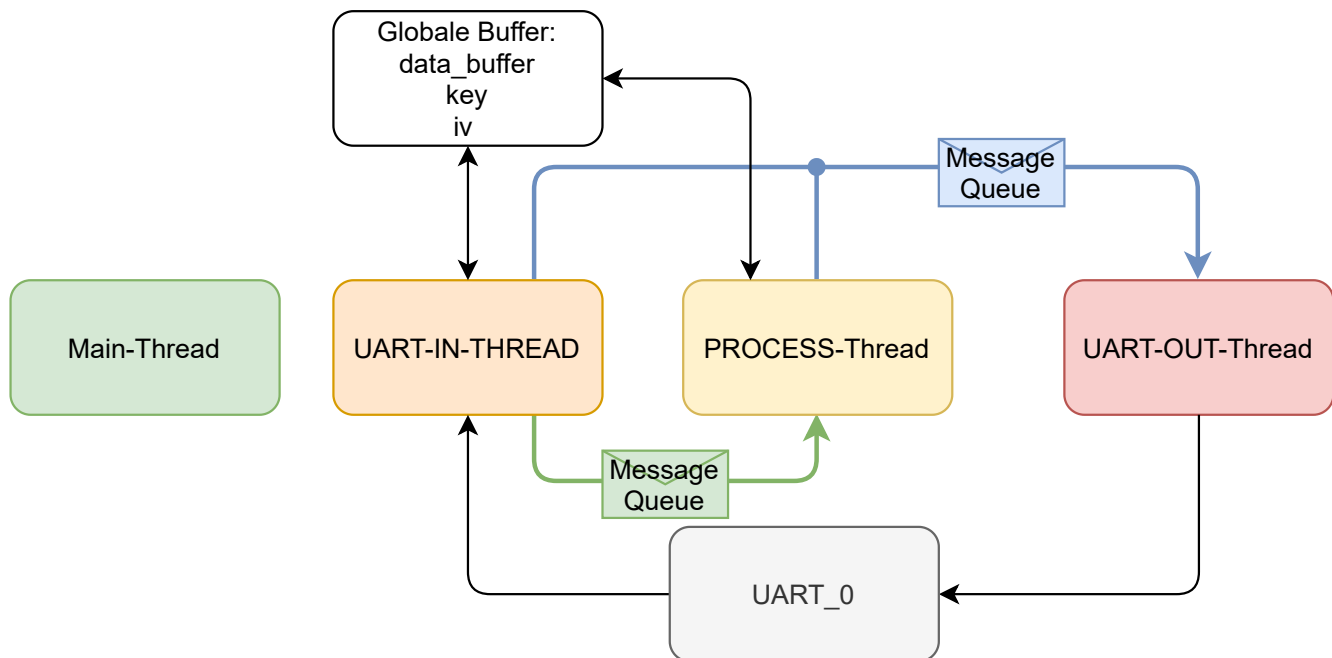 Globale Buffer:
data_buffer
key
iv
Message
Queue
Main-Thread
UART-IN-THREAD
PROCESS-Thread
UART-OUT-Thread
Message
Queue
UART_0